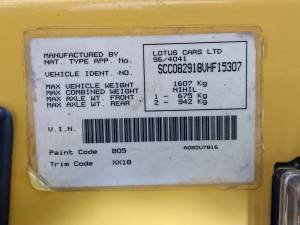 MANUFACTURED BY LOTUS CARS LTD
NAT. TYPE APP. No. 96/4041
VEHICLE IDENT. NO. SCC082918VHF15307
MAX VEHICLE WEIGHT 1607 Kg
MAX COMBINED WEIGHT NIHIL
MAX AXLE WT. FRONT 1 - 675 Kg
MAX AXLE WT. REAR 2 - 942 Kg
V.I.N.
A082U7016
Paint Code B05
Trim Code XX18